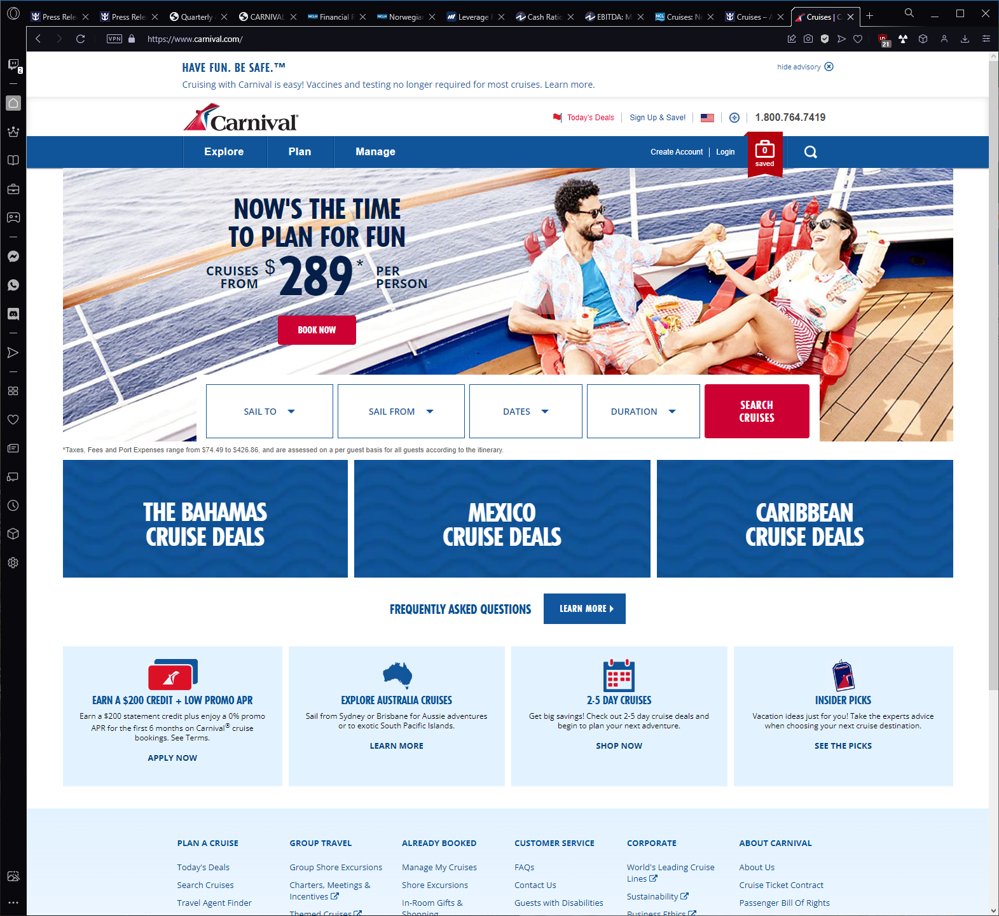 Press Rele
Press Rele
Quarterly
CARNIVAL
NCLH Financial R
NCLH Norwegian
Leverage
Cash Ratio
EBITDA: M
NCL Cruises: N
Cruises – A
Cruises | C
2
VPN
https://www.carnival.com/
21
HAVE FUN. BE SAFE.™
hide advisory
Cruising with Carnival is easy! Vaccines and testing no longer required for most cruises. Learn more.
Carnival®
Today's Deals
Sign Up & Save!
1.800.764.7419
Explore
Plan
Manage
Create Account
Login
0
saved
NOW'S THE TIME
TO PLAN FOR FUN
CRUISES FROM $289* PER PERSON
BOOK NOW
SAIL TO
SAIL FROM
DATES
DURATION
SEARCH
CRUISES
*Taxes, Fees and Port Expenses range from $74.49 to $426.86, and are assessed on a per guest basis for all guests according to the itinerary.
THE BAHAMAS
CRUISE DEALS
MEXICO
CRUISE DEALS
CARIBBEAN
CRUISE DEALS
FREQUENTLY ASKED QUESTIONS
LEARN MORE
EARN A $200 CREDIT + LOW PROMO APR
Earn a $200 statement credit plus enjoy a 0% promo
APR for the first 6 months on Carnival® cruise
bookings. See Terms.
APPLY NOW
EXPLORE AUSTRALIA CRUISES
Sail from Sydney or Brisbane for Aussie adventures
or to exotic South Pacific Islands.
LEARN MORE
2-5 DAY CRUISES
Get big savings! Check out 2-5 day cruise deals and
begin to plan your next adventure.
SHOP NOW
INSIDER PICKS
Vacation ideas just for you! Take the experts advice
when choosing your next cruise destination.
SEE THE PICKS
PLAN A CRUISE
Today's Deals
Search Cruises
Travel Agent Finder
GROUP TRAVEL
Group Shore Excursions
Charters, Meetings &
Incentives
Themed Cruises
ALREADY BOOKED
Manage My Cruises
Shore Excursions
In-Room Gifts &
Shopping
CUSTOMER SERVICE
FAQs
Contact Us
Guests with Disabilities
CORPORATE
World's Leading Cruise
Lines
Sustainability
Business Ethics
ABOUT CARNIVAL
About Us
Cruise Ticket Contract
Passenger Bill Of Rights